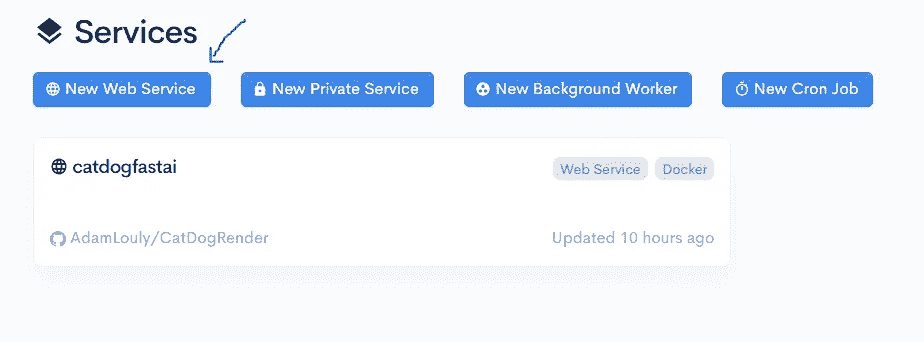 Services
New Web Service New Private Service New Background Worker New Cron Job
catdogfastai Web Service Docker
AdamLouly/CatDogRender Updated 10 hours ago